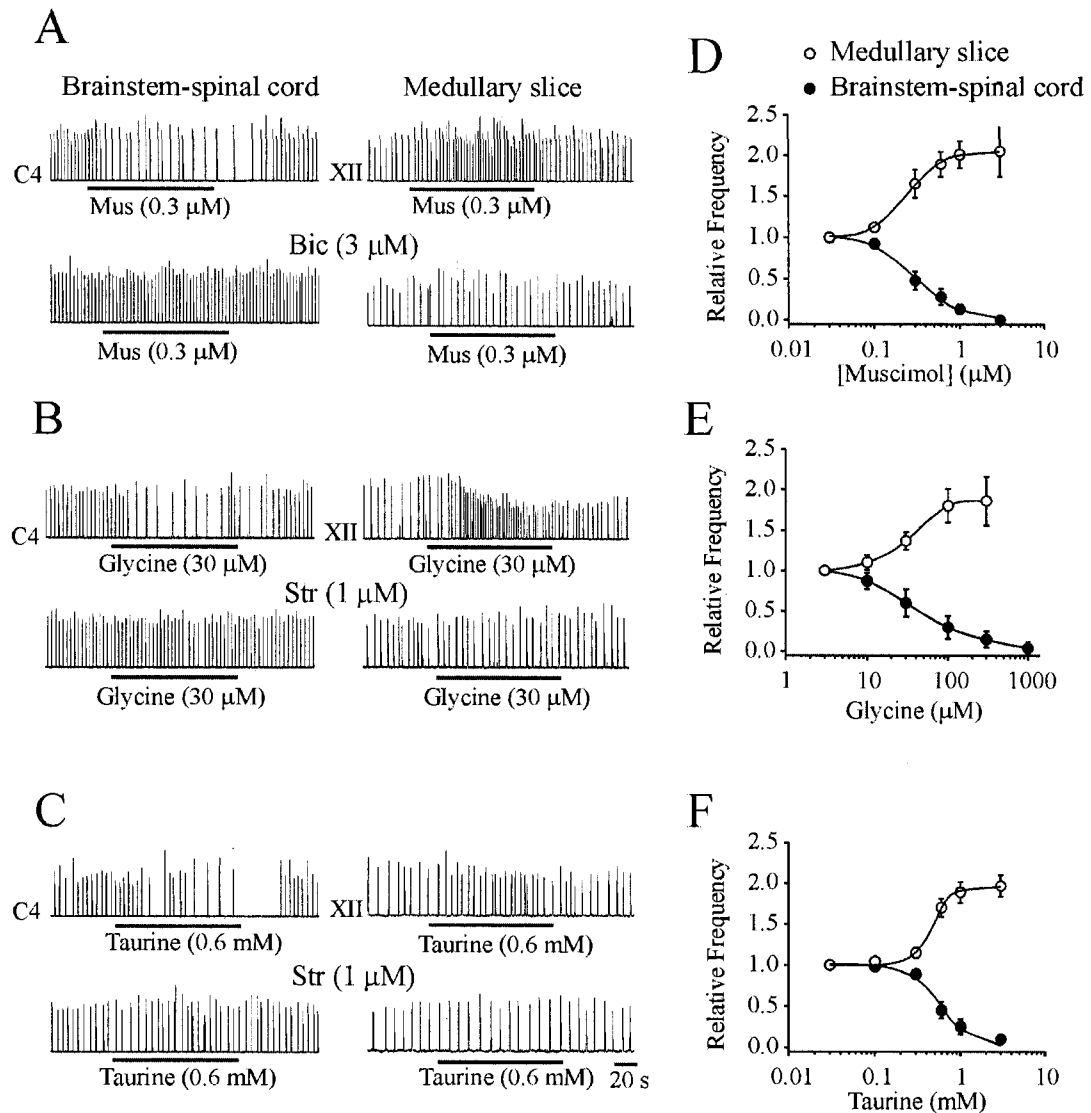 A
Brainstem-spinal cord
Medullary slice
C4
XII
Mus (0.3 μM)
Mus (0.3 μM)
Bic (3 μM)
Mus (0.3 μM)
Mus (0.3 μM)
B
C4
XII
Glycine (30 μM)
Glycine (30 μM)
Str (1 μM)
Glycine (30 μM)
Glycine (30 μM)
C
C4
XII
Taurine (0.6 mM)
Taurine (0.6 mM)
Str (1 μM)
Taurine (0.6 mM)
Taurine (0.6 mM)
20 s
D
Medullary slice
Brainstem-spinal cord
Relative Frequency
2.5
2.0
1.5
1.0
0.5
0.0
0.01 0.1 1 10
[Muscimol] (μM)
E
Relative Frequency
2.5
2.0
1.5
1.0
0.5
0.0
1 10 100 1000
Glycine (μM)
F
Relative Frequency
2.5
2.0
1.5
1.0
0.5
0.0
0.01 0.1 1 10
Taurine (mM)